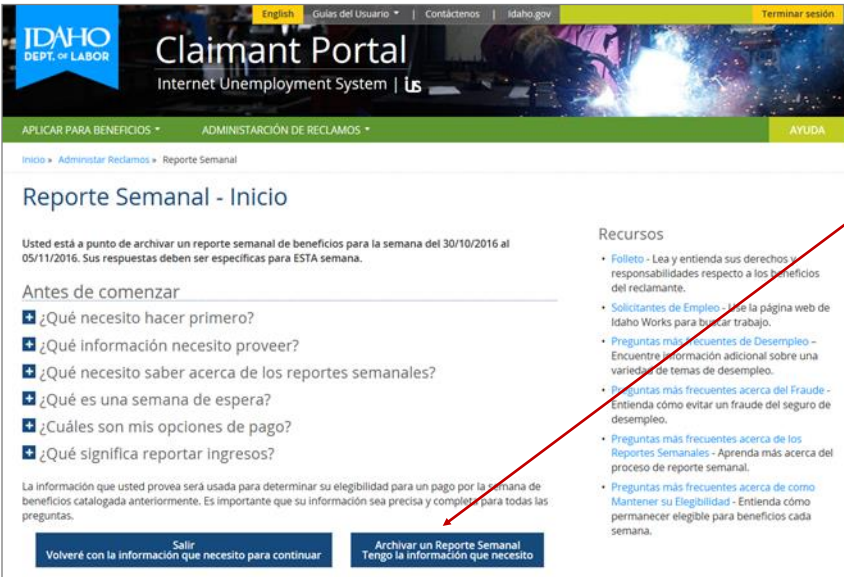 English Guías del Usuario | Contáctenos | Idaho.gov Terminar sesión
IDAHO
DEPT. OF LABOR
Claimant Portal
Internet Unemployment System | ius
APLICAR PARA BENEFICIOS ADMINISTARCIÓN DE RECLAMOS AYUDA
Inicio » Administar Reclamos » Reporte Semanal
Reporte Semanal - Inicio
Usted está a punto de archivar un reporte semanal de beneficios para la semana del 30/10/2016 al
05/11/2016. Sus respuestas deben ser específicas para ESTA semana.
Antes de comenzar
¿Qué necesito hacer primero?
¿Qué información necesito proveer?
¿Qué necesito saber acerca de los reportes semanales?
¿Qué es una semana de espera?
¿Cuáles son mis opciones de pago?
¿Qué significa reportar ingresos?
La información que usted provea será usada para determinar su elegibilidad para un pago por la semana de
beneficios catalogada anteriormente. Es importante que su información sea precisa y completa para todas las
preguntas.
Salir
Volveré con la información que necesito para continuar
Archivar un Reporte Semanal
Tengo la información que necesito
Recursos
• Folleto - Lea y entienda sus derechos y
responsabilidades respecto a los beneficios
del reclamante.
• Solicitantes de Empleo - Use la página web de
Idaho Works para buscar trabajo.
• Preguntas más frecuentes de Desempleo –
Encuentre información adicional sobre una
variedad de temas de desempleo.
• Preguntas más frecuentes acerca del Fraude -
Entienda cómo evitar un fraude del seguro de
desempleo.
• Preguntas más frecuentes acerca de los
Reportes Semanales - Aprenda más acerca del
proceso de reporte semanal.
• Preguntas más frecuentes acerca de como
Mantener su Elegibilidad - Entienda cómo
permanecer elegible para beneficios cada
semana.